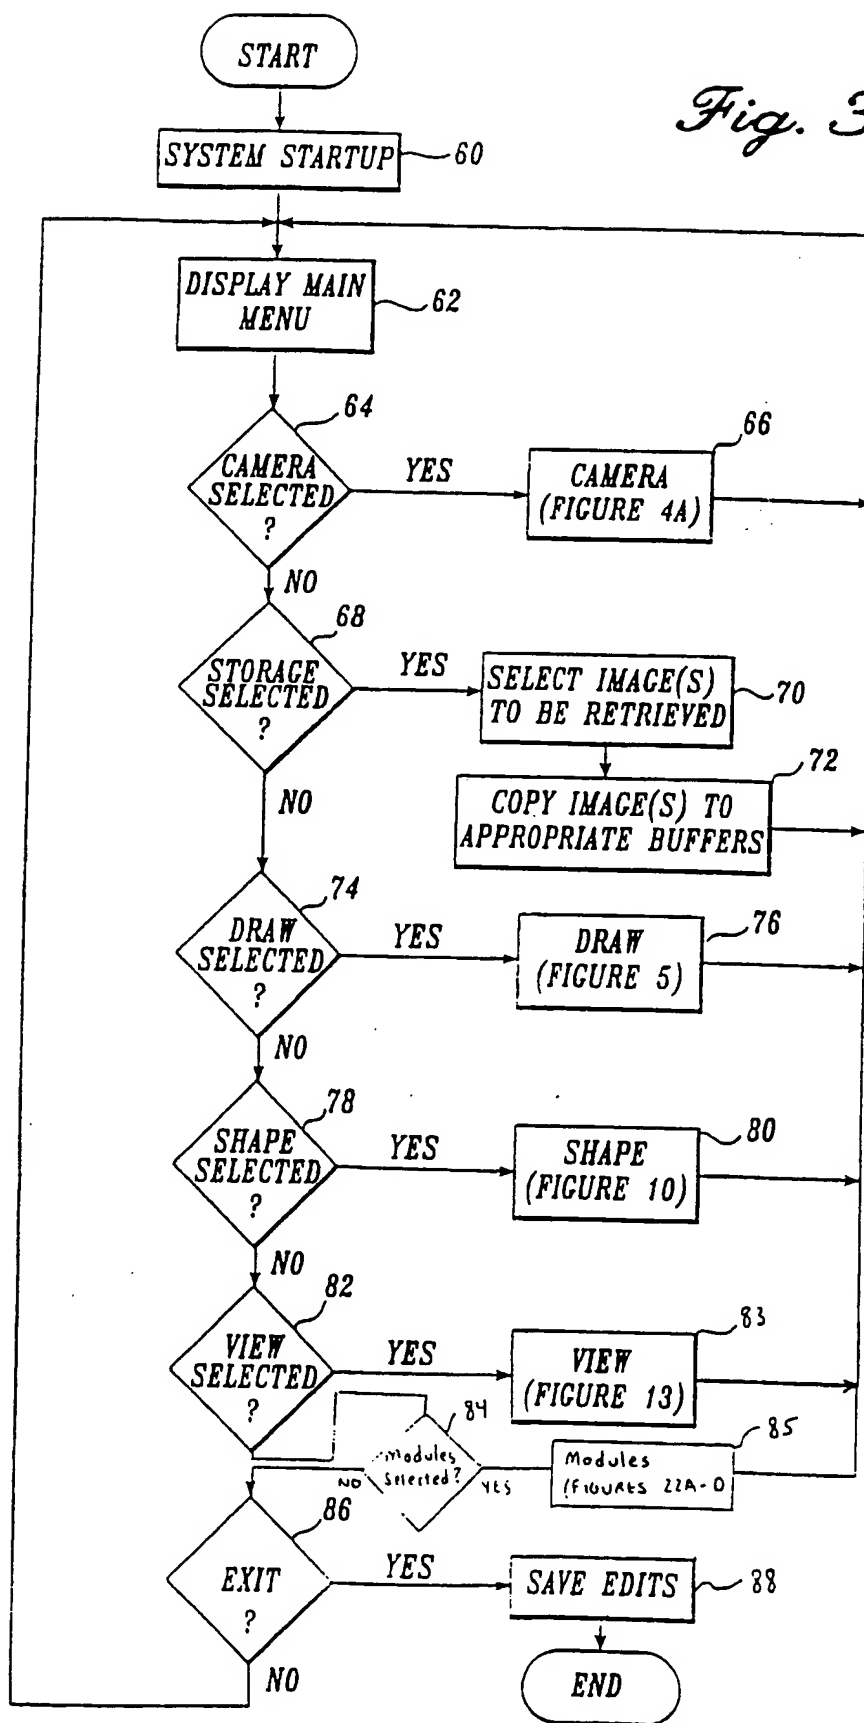 START
Fig. 3
SYSTEM STARTUP
60
DISPLAY MAIN
MENU
62
64
CAMERA
SELECTED
?
YES
66
CAMERA
(FIGURE 4A)
NO
68
STORAGE
SELECTED
?
YES
SELECT IMAGE(S)
TO BE RETRIEVED
70
72
COPY IMAGE(S) TO
APPROPRIATE BUFFERS
NO
74
DRAW
SELECTED
?
YES
76
DRAW
(FIGURE 5)
NO
78
SHAPE
SELECTED
?
YES
80
SHAPE
(FIGURE 10)
NO
82
VIEW
SELECTED
?
YES
83
VIEW
(FIGURE 13)
84
Modules
Selected?
NO
YES
85
Modules
(FIGURES 22A-D
86
EXIT
?
YES
SAVE EDITS
88
NO
END